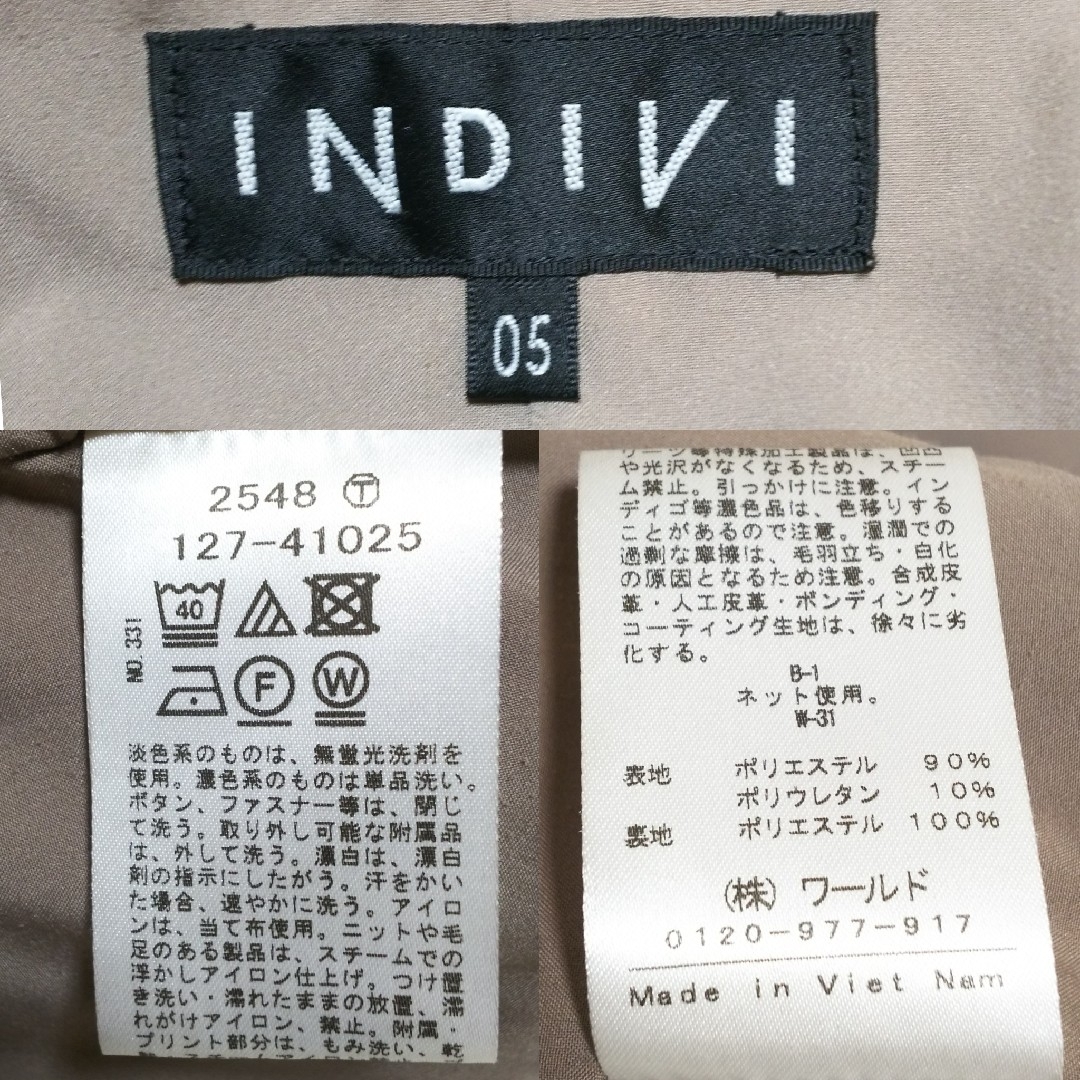 INDIVI
05
2548 Ⓣ
127-41025
40
NO.331
F W
淡色系のものは、無蛍光洗剤を
使用。濃色系のものは単品洗い。
ボタン、ファスナー等は、閉じ
て洗う。取り外し可能な附属品
は、外して洗う。漂白は、漂白
剤の指示にしたがう。汗をかい
た場合、速やかに洗う。アイロ
ンは、当て布使用。ニットや毛
足のある製品は、スチームでの
浮かしアイロン仕上げ。つけ置
き洗い・濡れたままの放置、濡
れがけアイロン、禁止。附属・
プリント部分は、もみ洗い、乾
リーツ等特殊加工製品は、凹凸
や光沢がなくなるため、スチー
ム禁止。引っかけに注意。イン
ディゴ等濃色品は、色移りする
ことがあるので注意。湿潤での
過剰な摩擦は、毛羽立ち・白化
の原因となるため注意。合成皮
革・人工皮革・ボンディング・
コーティング生地は、徐々に劣
化する。
B-1
ネット使用。
W-31
表地 ポリエステル 90%
ポリウレタン 10%
裏地 ポリエステル 100%
(株) ワールド
0120-977-917
Made in Viet Nam